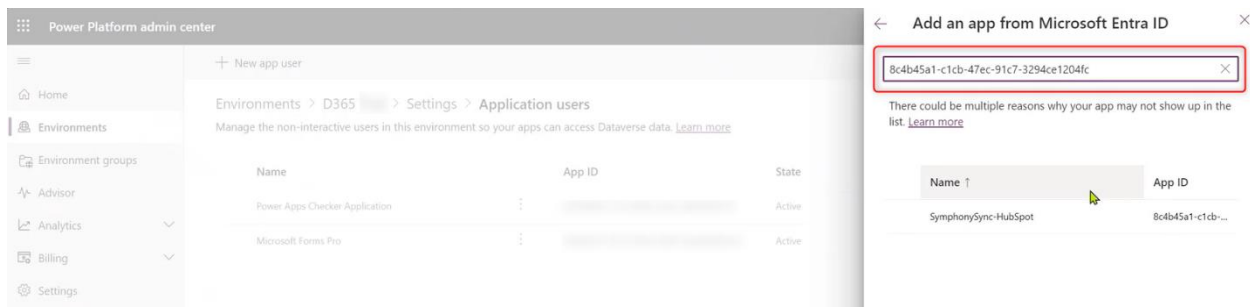 Power Platform admin center
Home
Environments
Environment groups
Advisor
Analytics
Billing
Settings
+ New app user
Environments > D365 > Settings > Application users
Manage the non-interactive users in this environment so your apps can access Dataverse data. Learn more
Name App ID State
Power Apps Checker Application Active
Microsoft Forms Pro Active
Add an app from Microsoft Entra ID
8c4b45a1-c1cb-47ec-91c7-3294ce1204fc
There could be multiple reasons why your app may not show up in the
list. Learn more
Name ↑ App ID
SymphonySync-HubSpot 8c4b45a1-c1cb-...